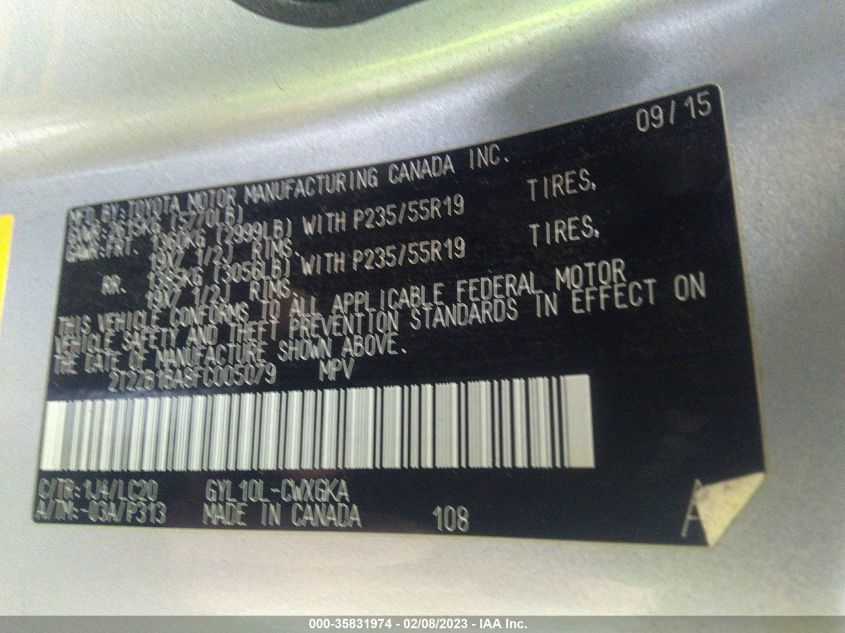 09/15
MFD.BY:TOYOTA MOTOR MANUFACTURING CANADA INC.
GVWR:2615KG (5770LB)
GAWR:FRT. 1360KG (2999LB) WITH P235/55R19 TIRES,
19X7 1/2J RIMS.
RR. 1385KG (3056LB) WITH P235/55R19 TIRES,
19X7 1/2J RIMS.
THIS VEHICLE CONFORMS TO ALL APPLICABLE FEDERAL MOTOR
VEHICLE SAFETY AND THEFT PREVENTION STANDARDS IN EFFECT ON
THE DATE OF MANUFACTURE SHOWN ABOVE.
MPV
C/TR:1J4/LC20 GYL10L-CWXGKA
A/TM:-03A/P313 MADE IN CANADA 108
A
000-35831974 - 02/08/2023 - IAA Inc.